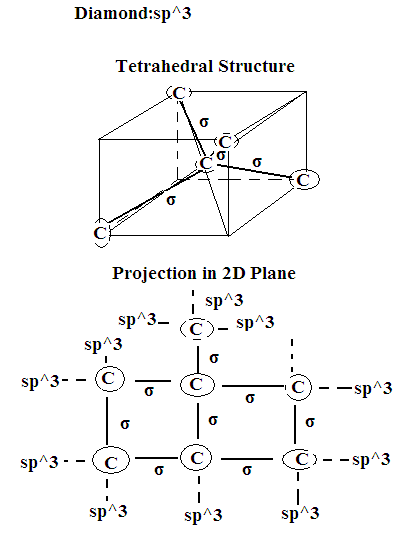 Diamond:sp^3
Tetrahedral Structure
C
σ
C
C σ σ
C
σ
C
Projection in 2D Plane
sp^3
sp^3 C sp^3
sp^3
σ
sp^3 C σ C σ C sp^3
σ σ σ
sp^3 C σ C σ C sp^3
sp^3 sp^3 sp^3